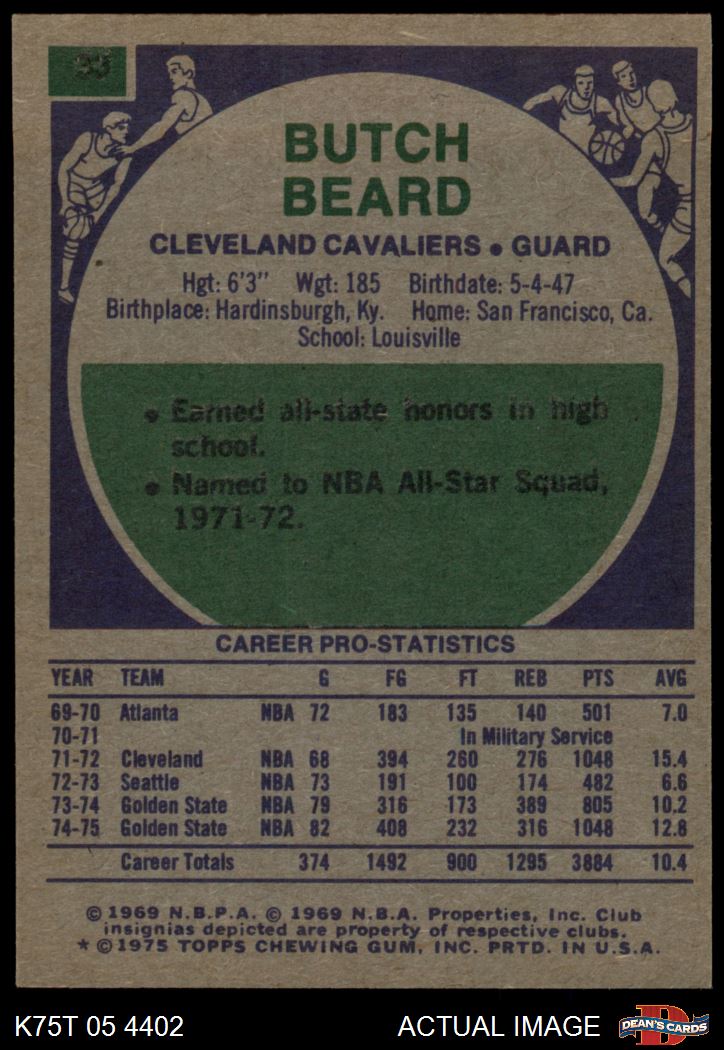 93
BUTCH
BEARD
CLEVELAND CAVALIERS • GUARD
Hgt: 6'3" Wgt: 185 Birthdate: 5-4-47
Birthplace: Hardinsburgh, Ky. Home: San Francisco, Ca.
School: Louisville
• Earned all-state honors in high
school.
• Named to NBA All-Star Squad,
1971-72.
CAREER PRO-STATISTICS
YEAR TEAM G FG FT REB PTS AVG
69-70 Atlanta NBA 72 183 135 140 501 7.0
70-71 In Military Service
71-72 Cleveland NBA 68 394 260 276 1048 15.4
72-73 Seattle NBA 73 191 100 174 482 6.6
73-74 Golden State NBA 79 316 173 389 805 10.2
74-75 Golden State NBA 82 408 232 316 1048 12.8
Career Totals 374 1492 900 1295 3884 10.4
© 1969 N.B.P.A. © 1969 N.B.A. Properties, Inc. Club
insignias depicted are property of respective clubs.
* © 1975 TOPPS CHEWING GUM, INC. PRTD. IN U.S.A.
K75T 05 4402 ACTUAL IMAGE D DEAN'S CARDS